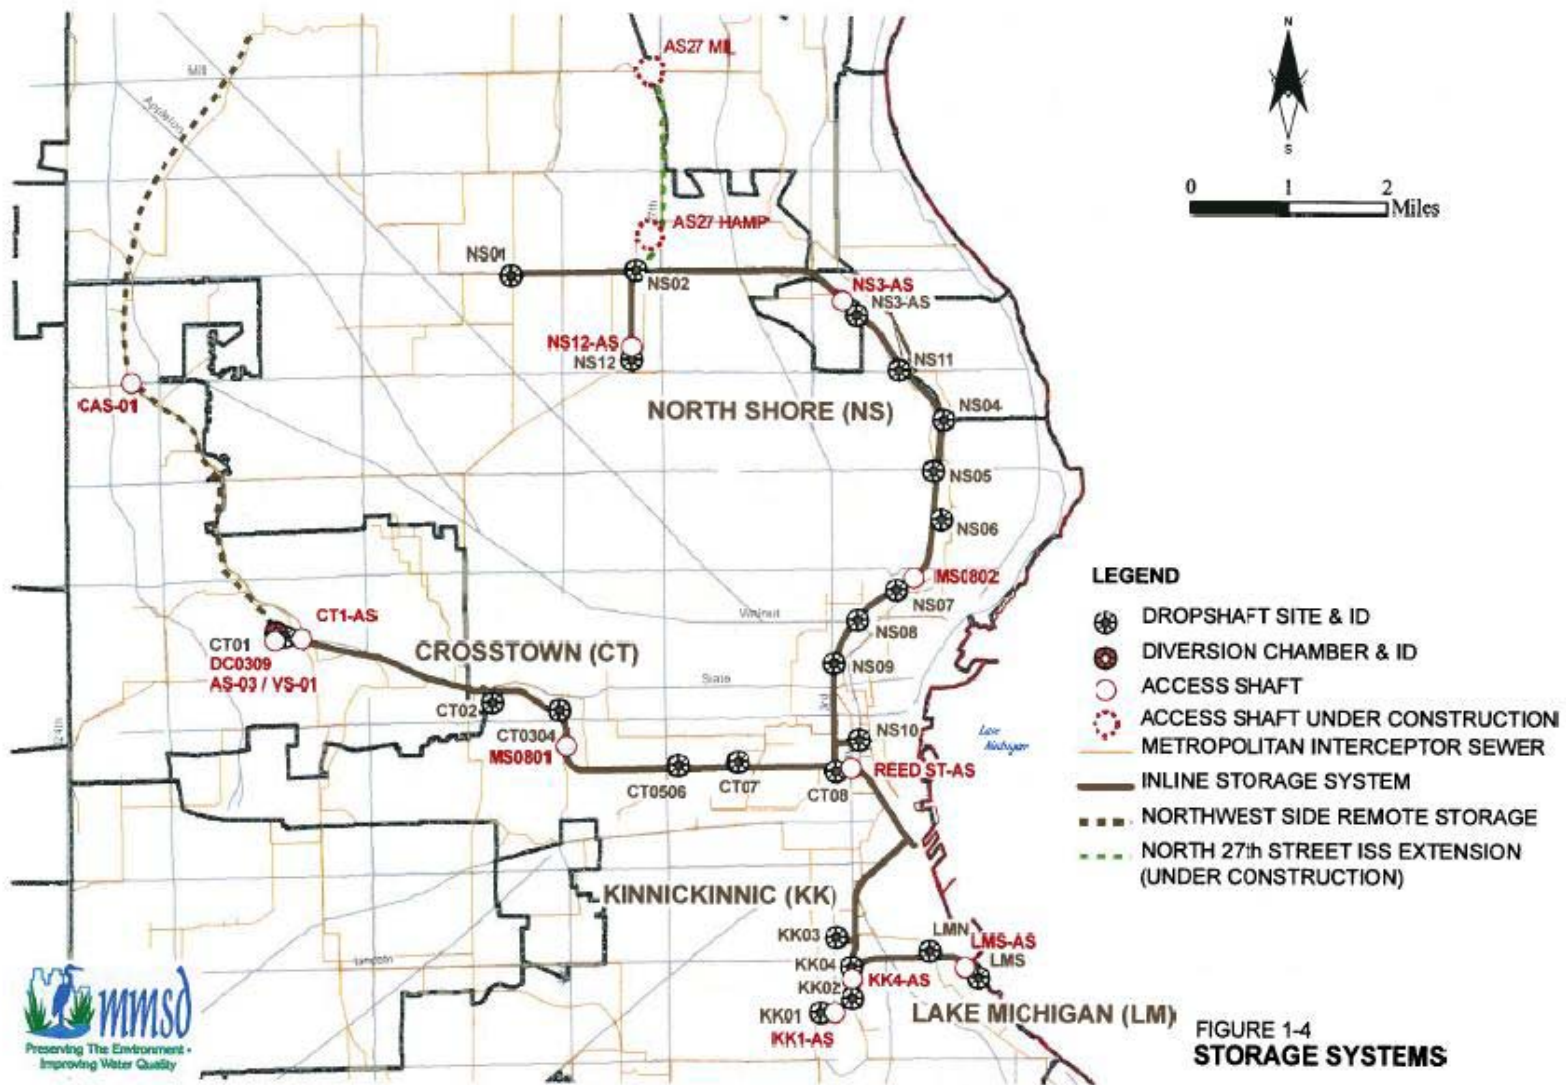 AS27 MIL
N
Mill
Appleton
S
0 1 2
Miles
27th
AS27 HAMP
NS01
NS02
NS3-AS
NS3-AS
NS12-AS
NS12
NS11
CAS-01
NORTH SHORE (NS)
NS04
NS05
NS06
MS0802
LEGEND
NS07
CT1-AS
Walnut
NS08
DROPSHAFT SITE & ID
CT01
CROSSTOWN (CT)
DIVERSION CHAMBER & ID
DC0309
NS09
AS-03 / VS-01
State
ACCESS SHAFT
3rd
CT02
ACCESS SHAFT UNDER CONSTRUCTION
124th
CT0304
NS10
Lake
Michigan
METROPOLITAN INTERCEPTOR SEWER
MS0801
REED ST-AS
INLINE STORAGE SYSTEM
CT0506
CT07
CT08
NORTHWEST SIDE REMOTE STORAGE
NORTH 27th STREET ISS EXTENSION
(UNDER CONSTRUCTION)
KINNICKINNIC (KK)
KK03
LMN
LMS-AS
Lincoln
KK04
LMS
KK4-AS
KK02
KK01
LAKE MICHIGAN (LM)
KK1-AS
mmsd
Preserving The Environment •
Improving Water Quality
FIGURE 1-4
STORAGE SYSTEMS